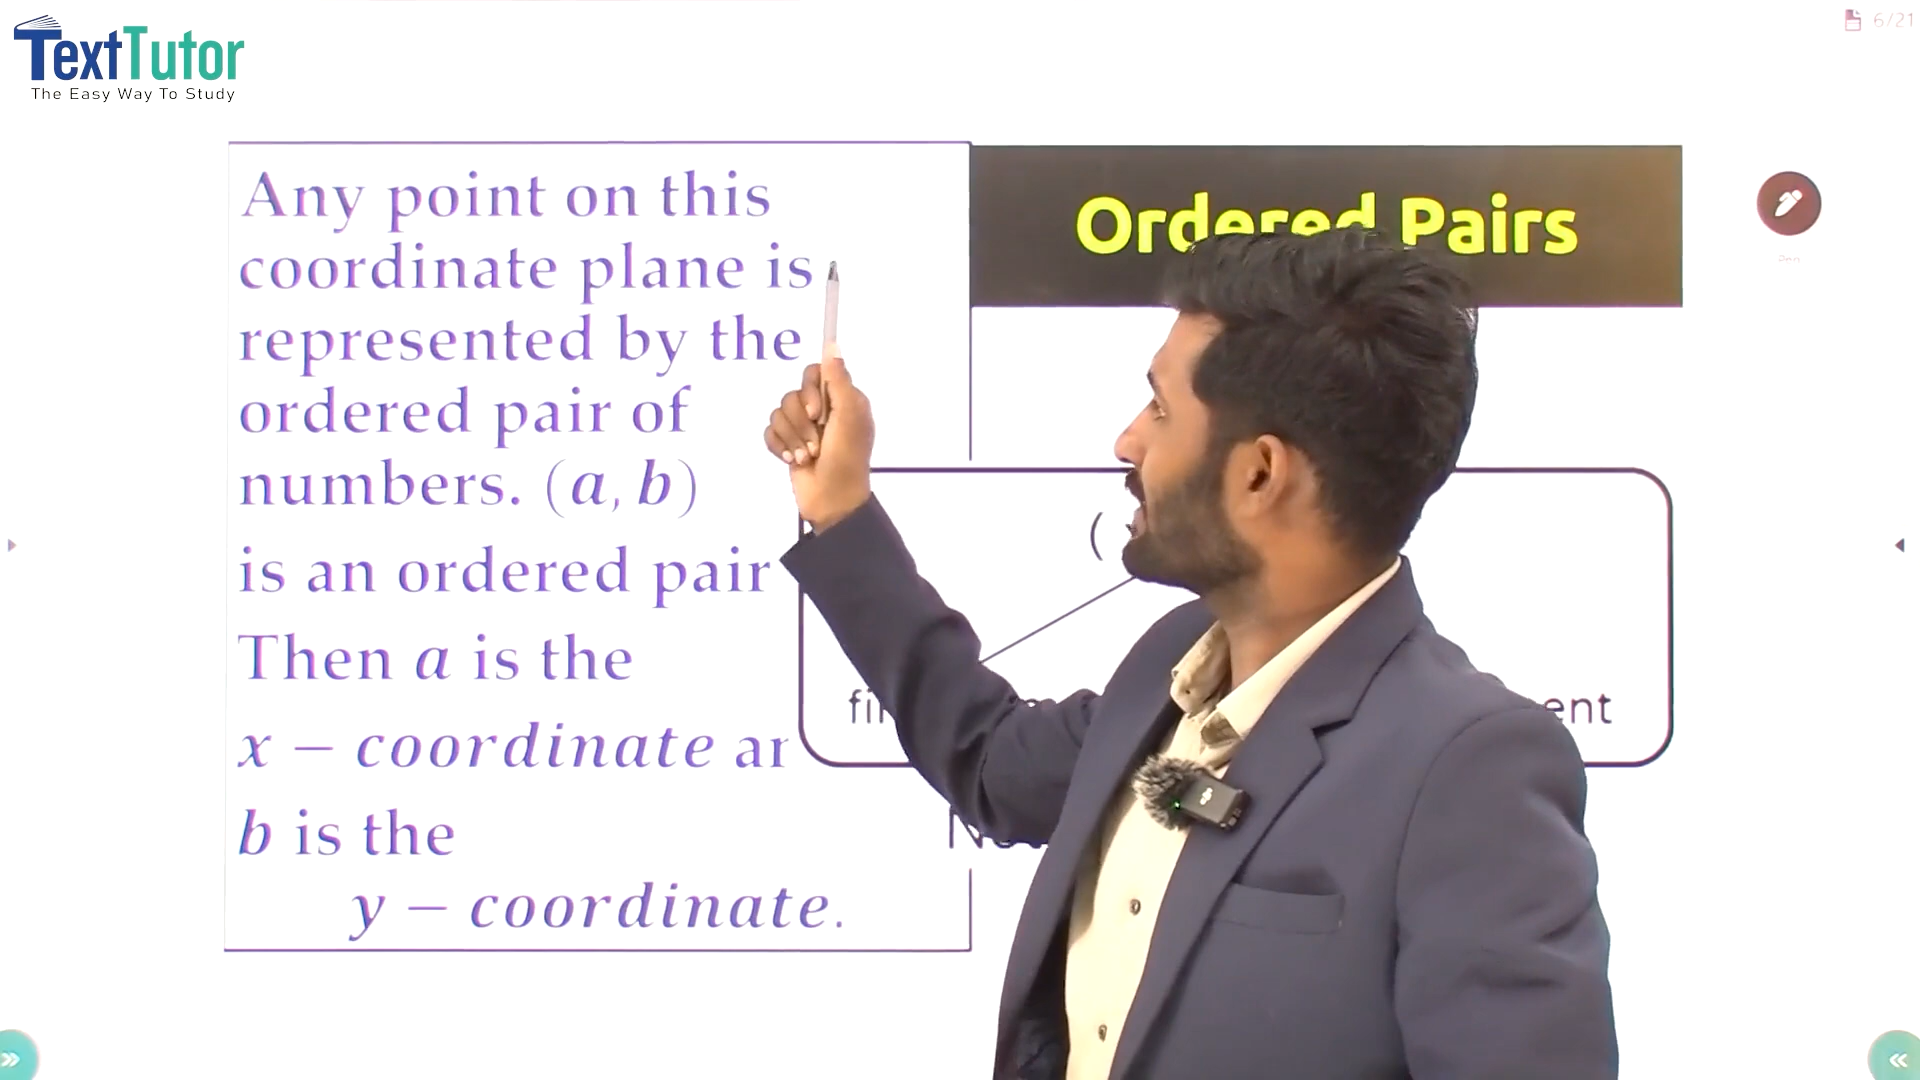 TextTutor
The Easy Way To Study
6/21
Any point on this
coordinate plane is
represented by the
ordered pair of
numbers. (a, b)
is an ordered pair
Then a is the
x – coordinate
b is the
y – coordinate.
Ordered Pairs
(